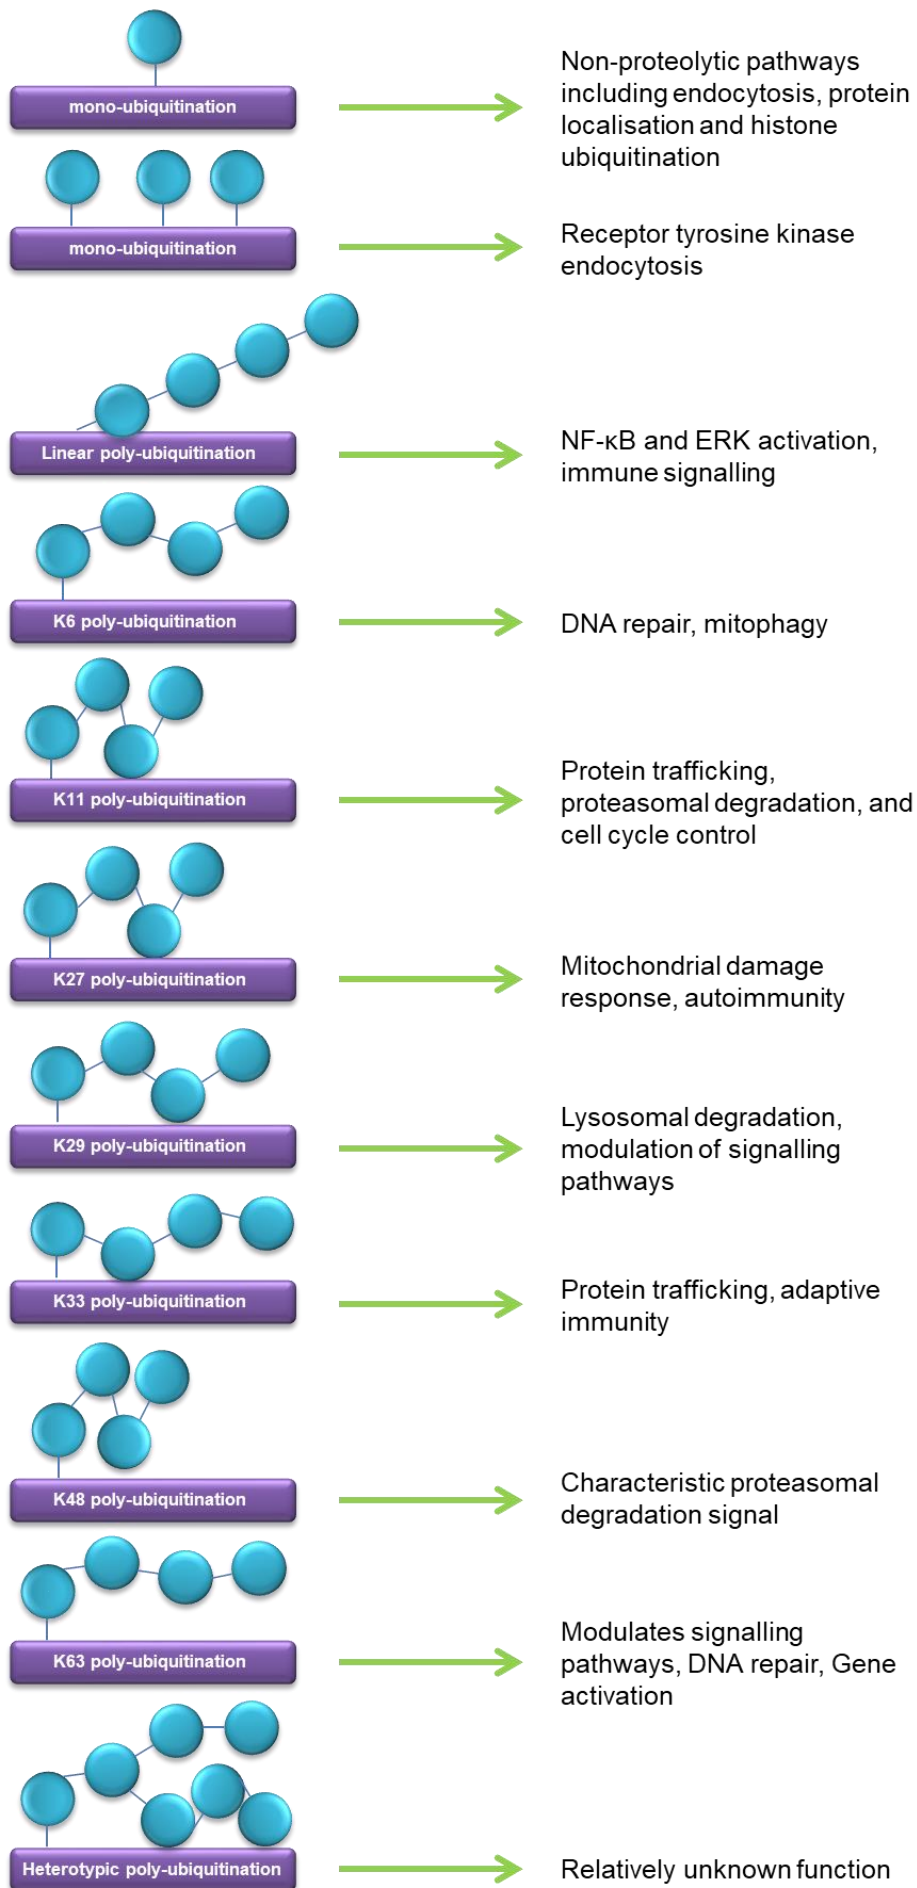 mono-ubiquitination
Non-proteolytic pathways
including endocytosis, protein
localisation and histone
ubiquitination
mono-ubiquitination
Receptor tyrosine kinase
endocytosis
Linear poly-ubiquitination
NF-κB and ERK activation,
immune signalling
K6 poly-ubiquitination
DNA repair, mitophagy
K11 poly-ubiquitination
Protein trafficking,
proteasomal degradation, and
cell cycle control
K27 poly-ubiquitination
Mitochondrial damage
response, autoimmunity
K29 poly-ubiquitination
Lysosomal degradation,
modulation of signalling
pathways
K33 poly-ubiquitination
Protein trafficking, adaptive
immunity
K48 poly-ubiquitination
Characteristic proteasomal
degradation signal
K63 poly-ubiquitination
Modulates signalling
pathways, DNA repair, Gene
activation
Heterotypic poly-ubiquitination
Relatively unknown function